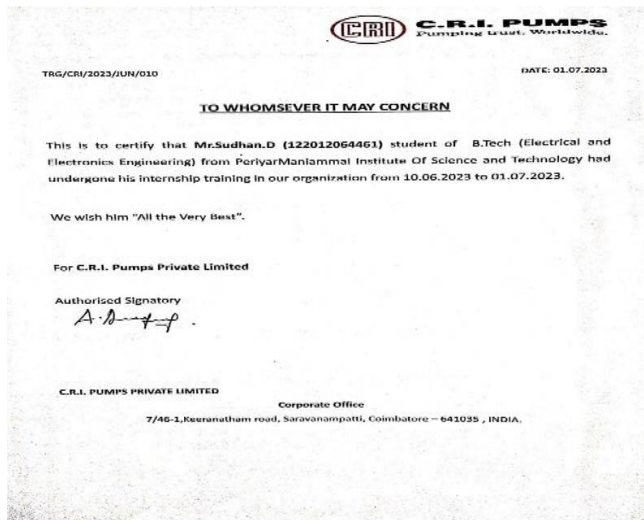 CRI C.R.I. PUMPS
Pumping trust. Worldwide.
TRG/CRI/2023/JUN/010
DATE: 01.07.2023
TO WHOMSEVER IT MAY CONCERN
This is to certify that Mr.Sudhan.D (122012064461) student of B.Tech (Electrical and
Electronics Engineering) from PeriyarManiammai Institute Of Science and Technology had
undergone his internship training in our organization from 10.06.2023 to 01.07.2023.
We wish him "All the Very Best".
For C.R.I. Pumps Private Limited
Authorised Signatory
C.R.I. PUMPS PRIVATE LIMITED
Corporate Office
7/46-1,Keeranatham road, Saravanampatti, Coimbatore – 641035 , INDIA.